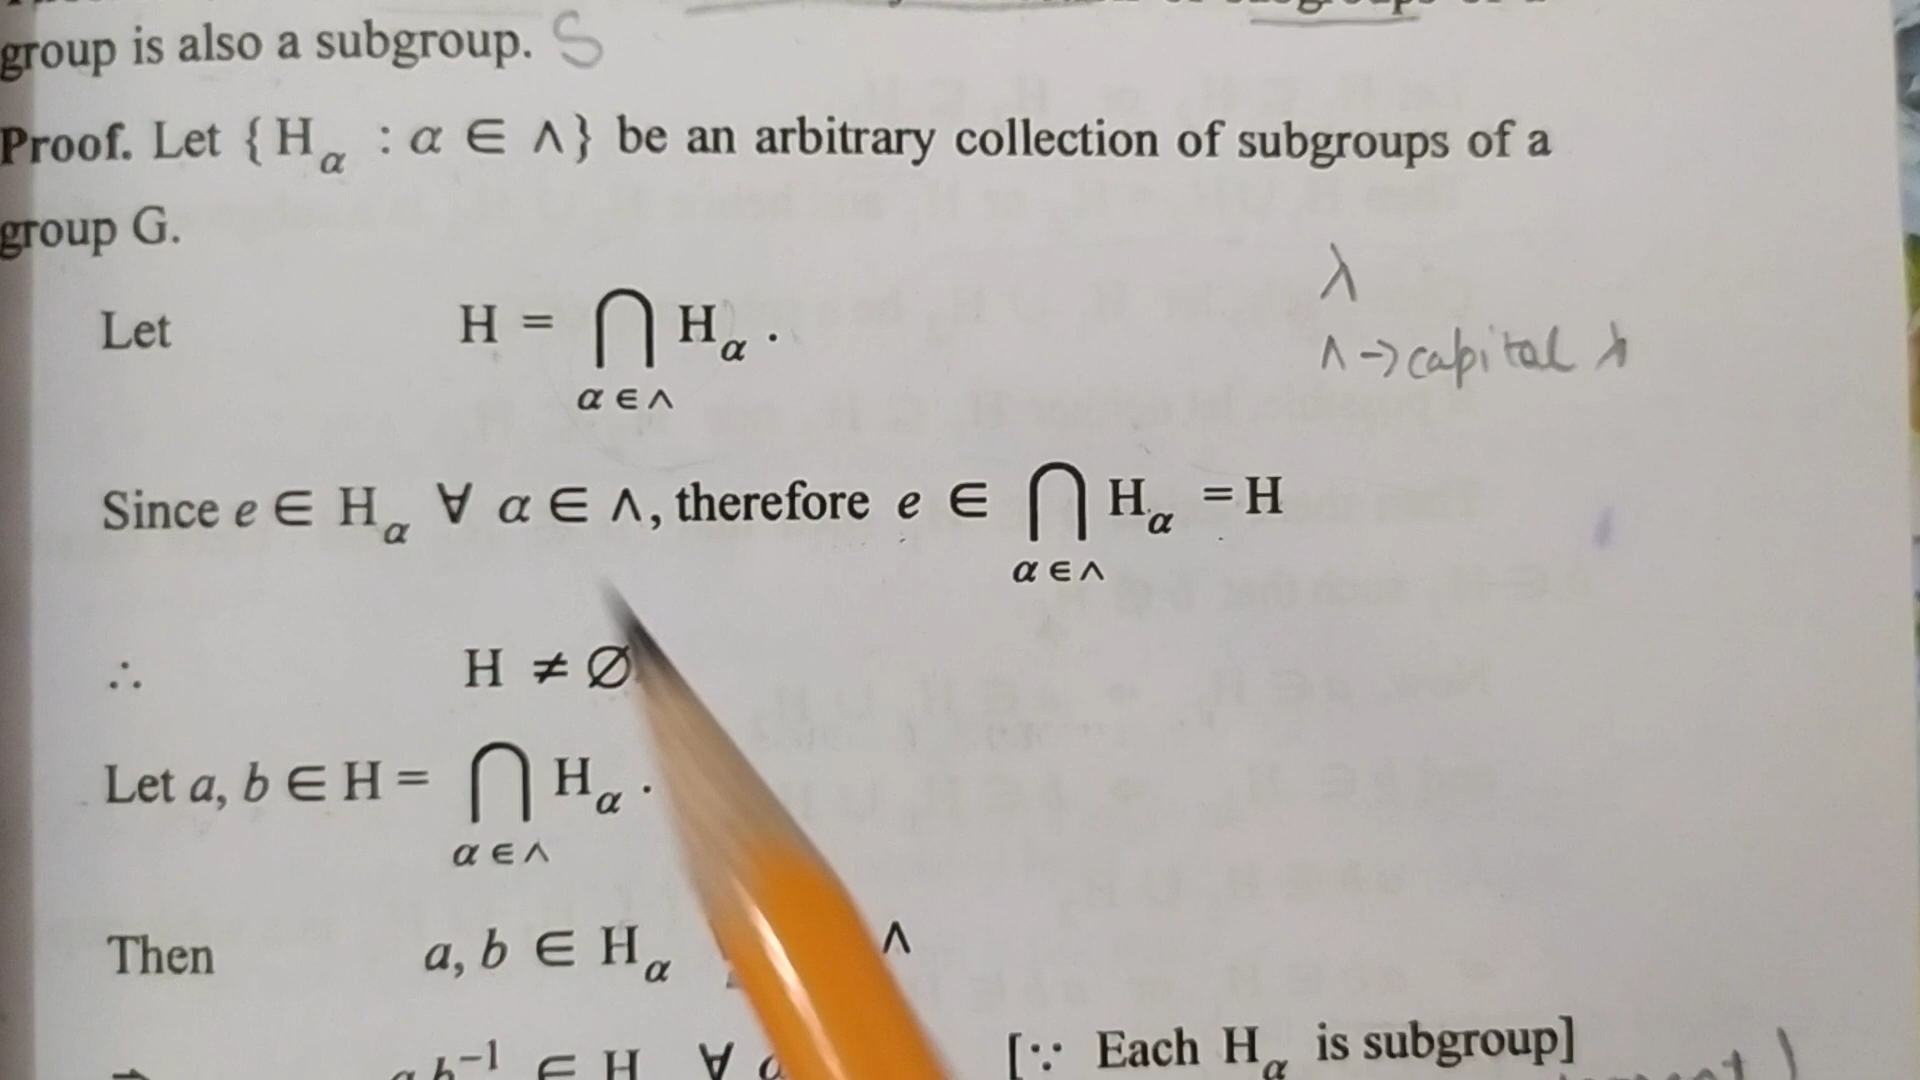 group is also a subgroup. S
Proof. Let { H_α : α ∈ Λ } be an arbitrary collection of subgroups of a
group G.
λ
Let H = ⋂_{α ∈ Λ} H_α .
Λ → capital λ
Since e ∈ H_α ∀ α ∈ Λ, therefore e ∈ ⋂_{α ∈ Λ} H_α = H
∴ H ≠ ∅
Let a, b ∈ H = ⋂_{α ∈ Λ} H_α .
Then a, b ∈ H_α Λ
[∵ Each H_α is subgroup]
a b⁻¹ ∈ H ∀